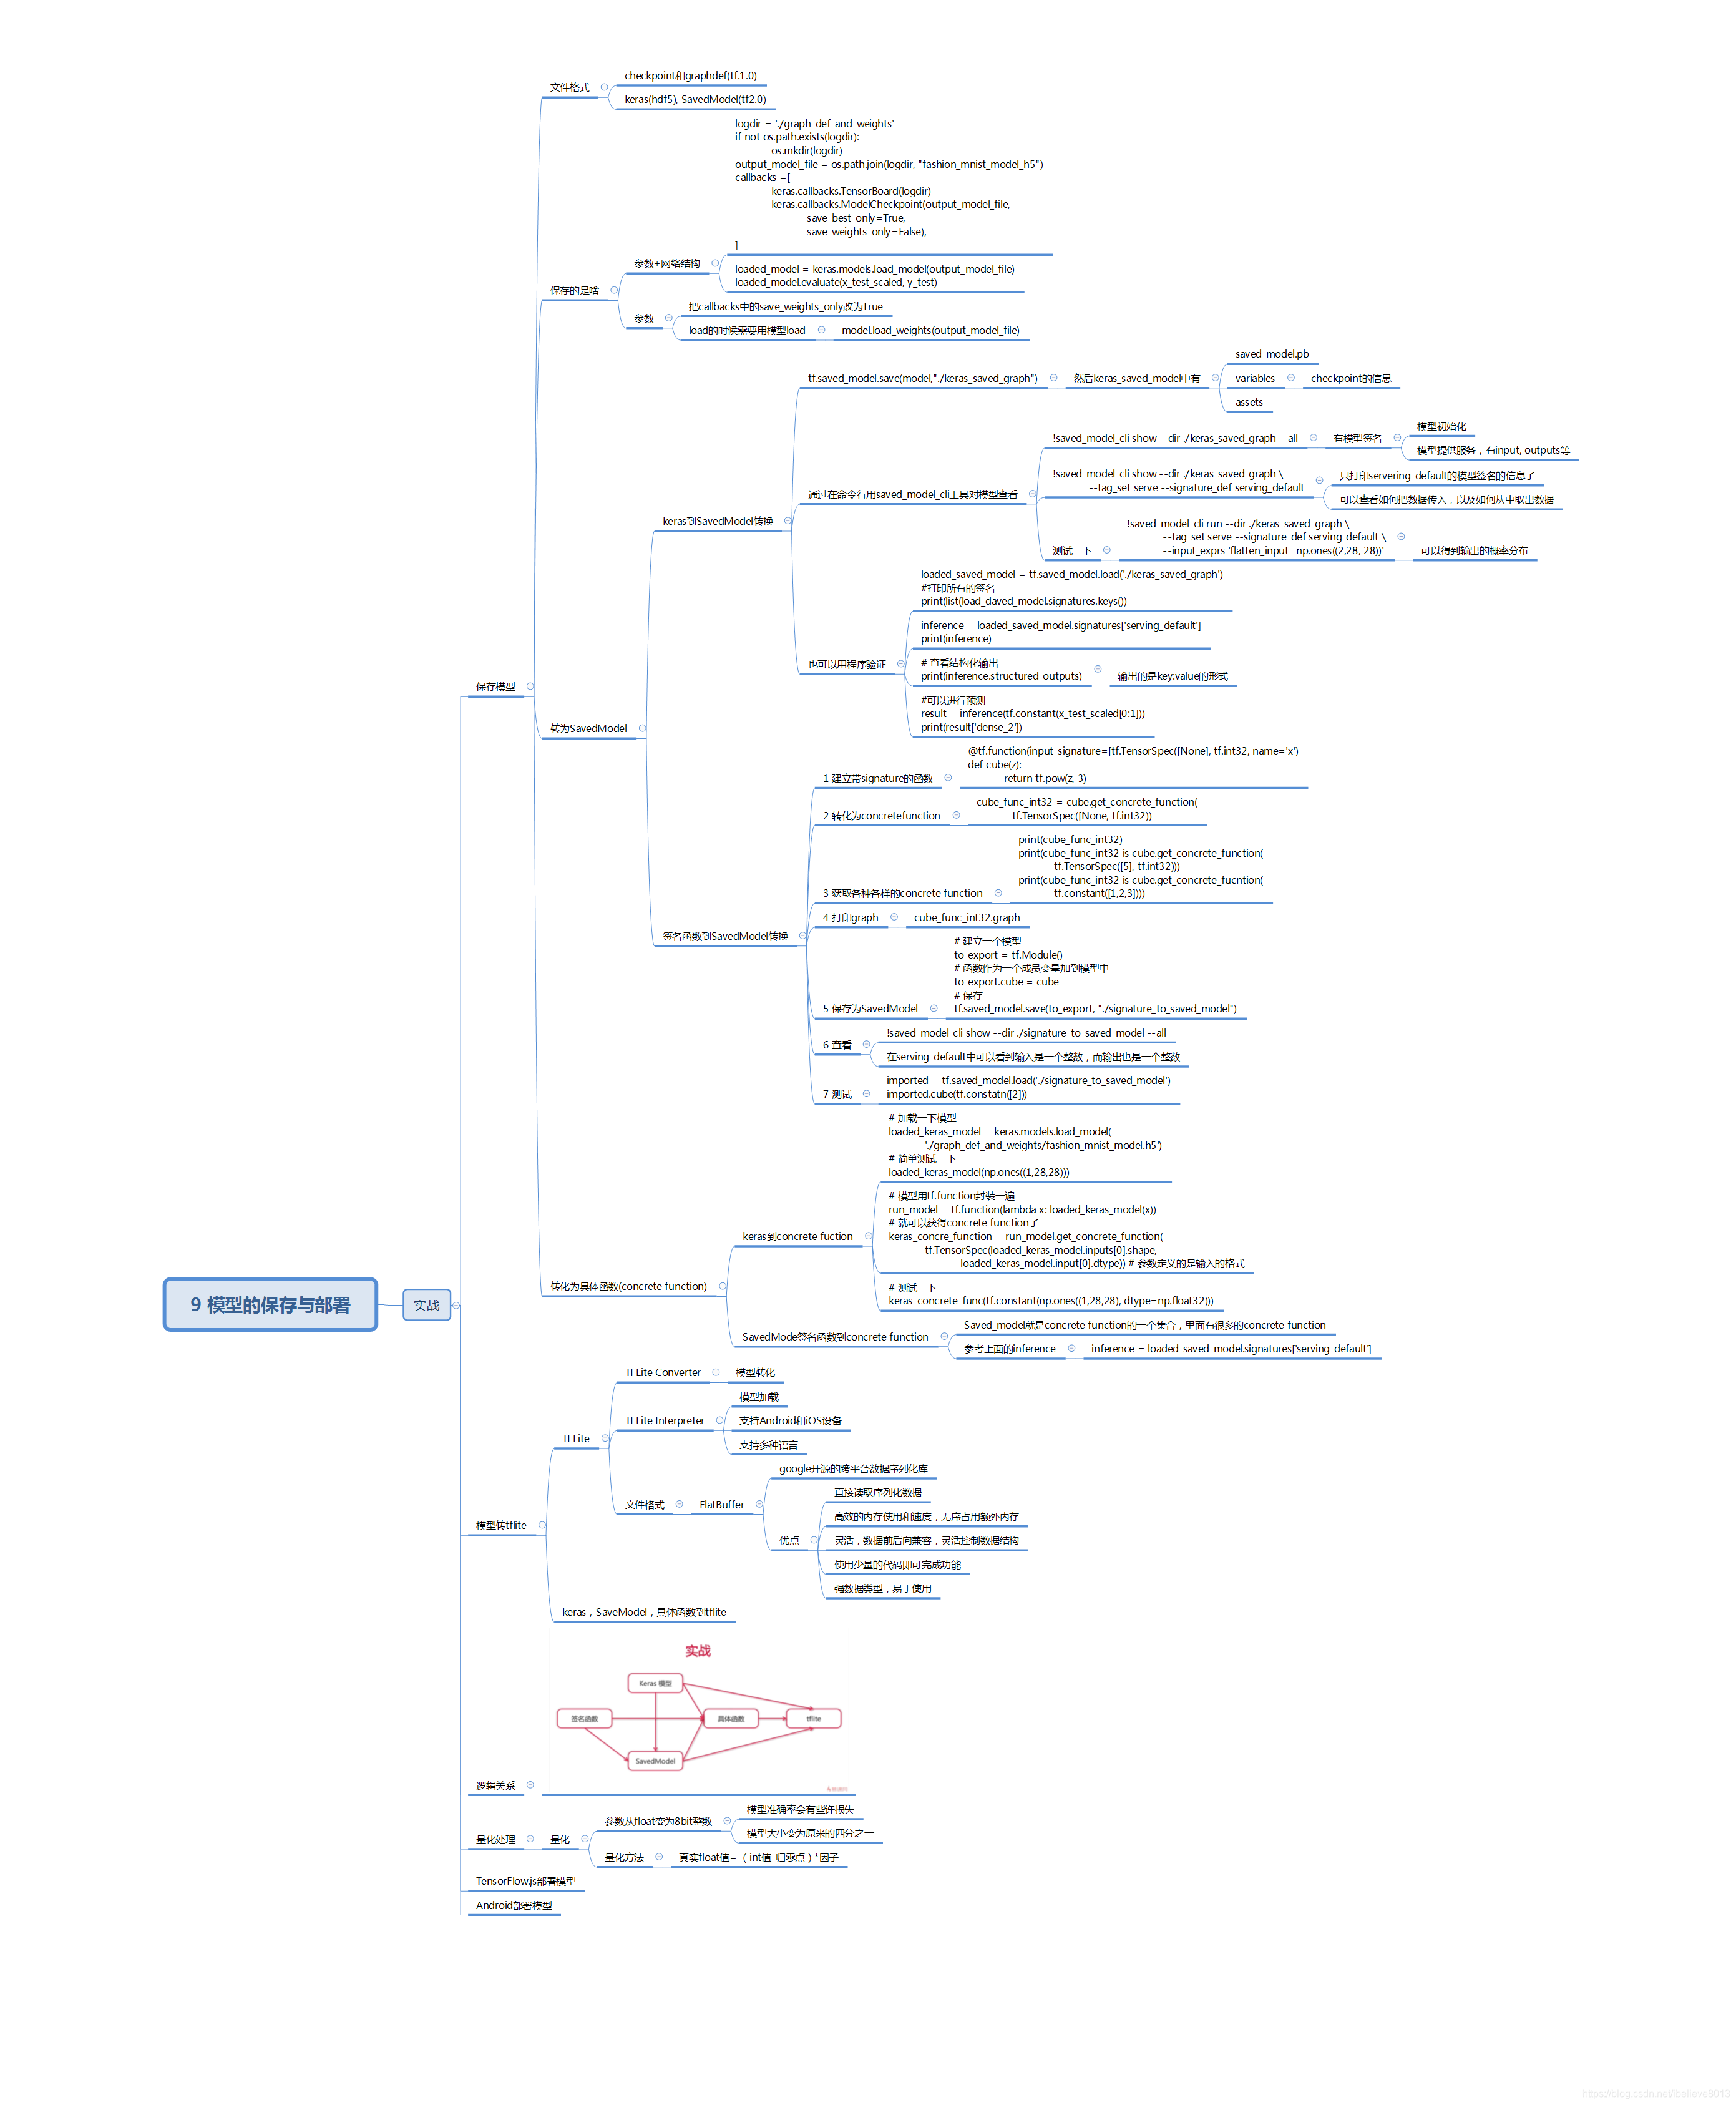 9 模型的保存与部署
实战
保存模型
文件格式
checkpoint和graphdef(tf.1.0)
keras(hdf5), SavedModel(tf2.0)
保存的是啥
参数+网络结构
logdir = './graph_def_and_weights'
if not os.path.exists(logdir):
os.mkdir(logdir)
output_model_file = os.path.join(logdir, "fashion_mnist_model_h5")
callbacks =[
keras.callbacks.TensorBoard(logdir)
keras.callbacks.ModelCheckpoint(output_model_file,
save_best_only=True,
save_weights_only=False),
]
loaded_model = keras.models.load_model(output_model_file)
loaded_model.evaluate(x_test_scaled, y_test)
参数
把callbacks中的save_weights_only改为True
load的时候需要用模型load
model.load_weights(output_model_file)
转为SavedModel
keras到SavedModel转换
tf.saved_model.save(model,"./keras_saved_graph")
然后keras_saved_model中有
saved_model.pb
variables
checkpoint的信息
assets
通过在命令行用saved_model_cli工具对模型查看
!saved_model_cli show --dir ./keras_saved_graph --all
有模型签名
模型初始化
模型提供服务，有input, outputs等
!saved_model_cli show --dir ./keras_saved_graph \
--tag_set serve --signature_def serving_default
只打印servering_default的模型签名的信息了
可以查看如何把数据传入，以及如何从中取出数据
测试一下
!saved_model_cli run --dir ./keras_saved_graph \
--tag_set serve --signature_def serving_default \
--input_exprs 'flatten_input=np.ones((2,28, 28))'
可以得到输出的概率分布
也可以用程序验证
loaded_saved_model = tf.saved_model.load('./keras_saved_graph')
#打印所有的签名
print(list(load_daved_model.signatures.keys())
inference = loaded_saved_model.signatures['serving_default']
print(inference)
# 查看结构化输出
print(inference.structured_outputs)
输出的是key:value的形式
#可以进行预测
result = inference(tf.constant(x_test_scaled[0:1]))
print(result['dense_2'])
签名函数到SavedModel转换
1 建立带signature的函数
@tf.function(input_signature=[tf.TensorSpec([None], tf.int32, name='x')
def cube(z):
return tf.pow(z, 3)
2 转化为concretefunction
cube_func_int32 = cube.get_concrete_function(
tf.TensorSpec([None, tf.int32))
3 获取各种各样的concrete function
print(cube_func_int32)
print(cube_func_int32 is cube.get_concrete_function(
tf.TensorSpec([5], tf.int32)))
print(cube_func_int32 is cube.get_concrete_fucntion(
tf.constant([1,2,3])))
4 打印graph
cube_func_int32.graph
5 保存为SavedModel
# 建立一个模型
to_export = tf.Module()
# 函数作为一个成员变量加到模型中
to_export.cube = cube
# 保存
tf.saved_model.save(to_export, "./signature_to_saved_model")
6 查看
!saved_model_cli show --dir ./signature_to_saved_model --all
在serving_default中可以看到输入是一个整数，而输出也是一个整数
7 测试
imported = tf.saved_model.load('./signature_to_saved_model')
imported.cube(tf.constatn([2]))
转化为具体函数(concrete function)
keras到concrete fuction
# 加载一下模型
loaded_keras_model = keras.models.load_model(
'./graph_def_and_weights/fashion_mnist_model.h5')
# 简单测试一下
loaded_keras_model(np.ones((1,28,28)))
# 模型用tf.function封装一遍
run_model = tf.function(lambda x: loaded_keras_model(x))
# 就可以获得concrete function了
keras_concre_function = run_model.get_concrete_function(
tf.TensorSpec(loaded_keras_model.inputs[0].shape,
loaded_keras_model.input[0].dtype)) # 参数定义的是输入的格式
# 测试一下
keras_concrete_func(tf.constant(np.ones((1,28,28), dtype=np.float32)))
SavedMode签名函数到concrete function
Saved_model就是concrete function的一个集合，里面有很多的concrete function
参考上面的inference
inference = loaded_saved_model.signatures['serving_default']
模型转tflite
TFLite
TFLite Converter
模型转化
TFLite Interpreter
模型加载
支持Android和iOS设备
支持多种语言
文件格式
FlatBuffer
google开源的跨平台数据序列化库
优点
直接读取序列化数据
高效的内存使用和速度，无序占用额外内存
灵活，数据前后向兼容，灵活控制数据结构
使用少量的代码即可完成功能
强数据类型，易于使用
keras，SaveModel，具体函数到tflite
逻辑关系
实战
Keras 模型
签名函数
具体函数
tflite
SavedModel
量化处理
量化
参数从float变为8bit整数
模型准确率会有些许损失
模型大小变为原来的四分之一
量化方法
真实float值=（int值-归零点）*因子
TensorFlow.js部署模型
Android部署模型
https://blog.csdn.net/ibelieve8013